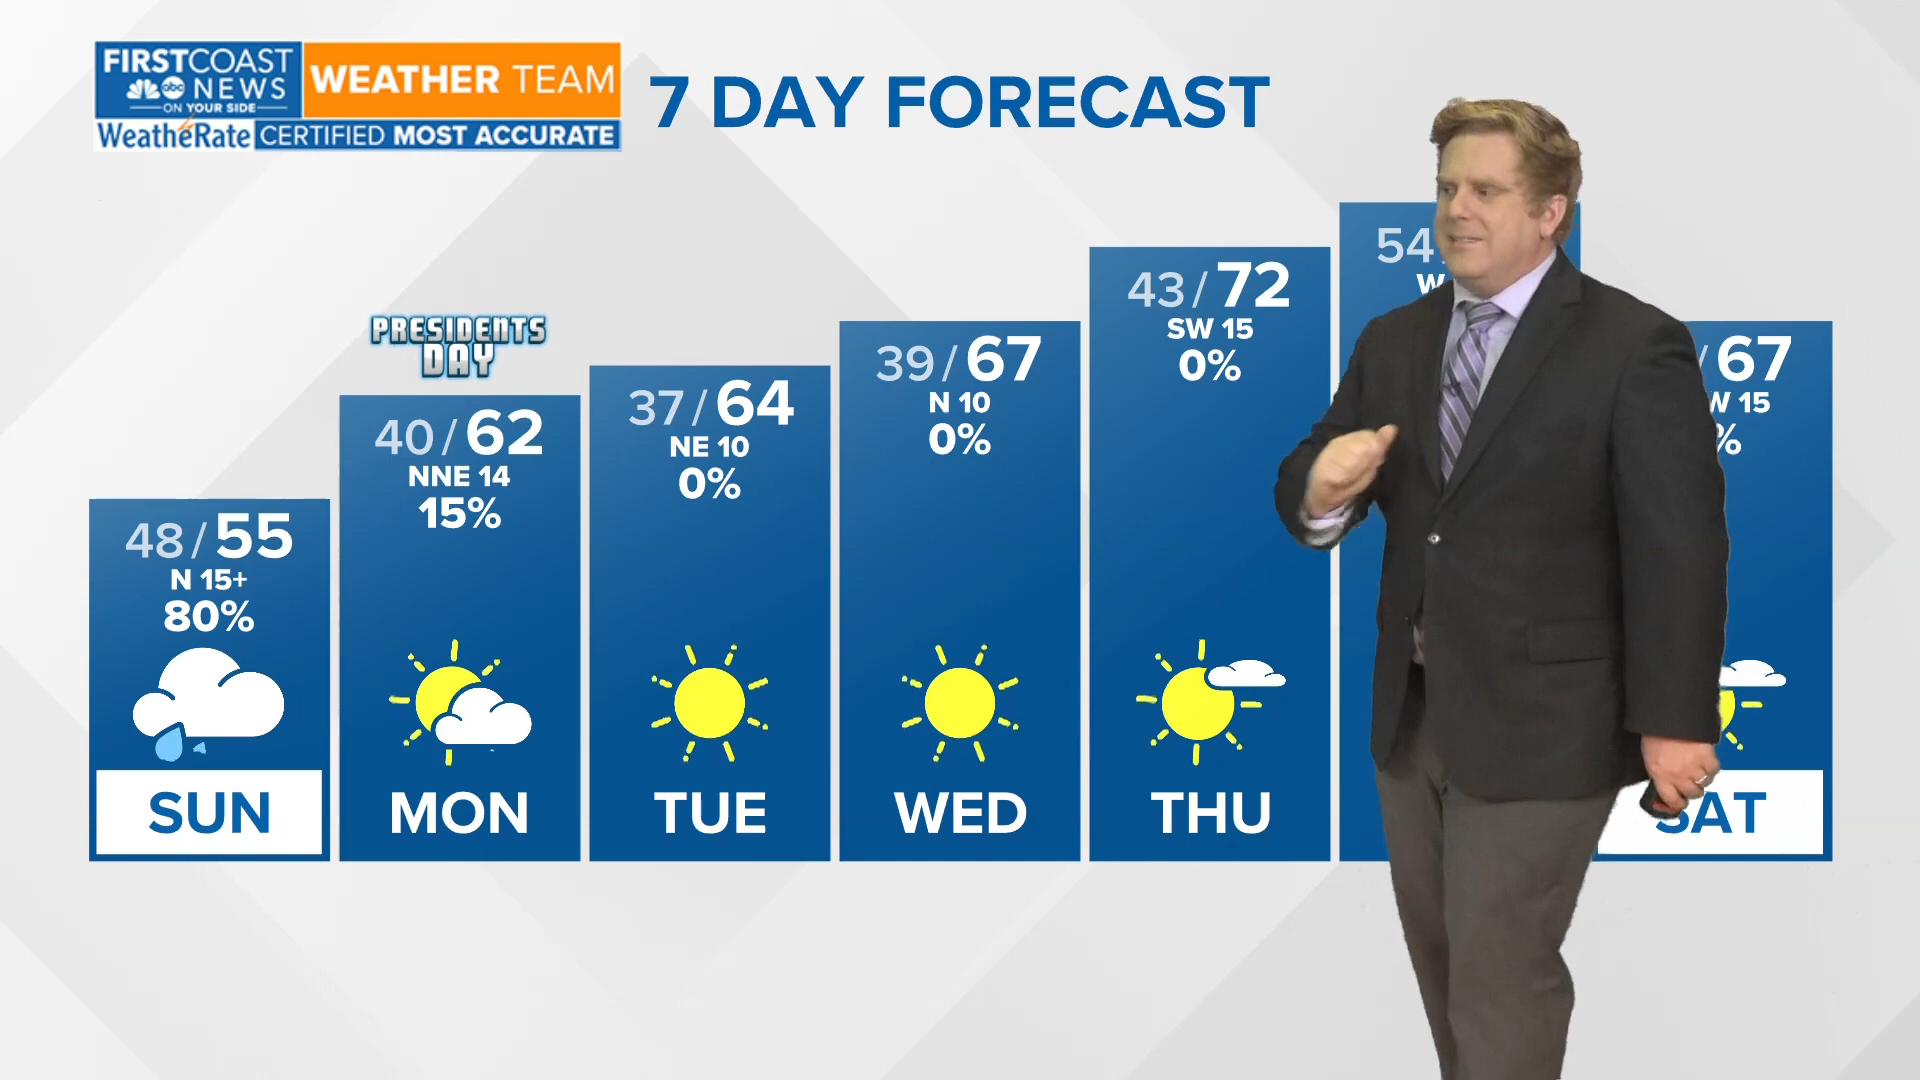 FIRSTCOAST
NEWS
abc
ON YOUR SIDE
WEATHER TEAM
WeatheRate CERTIFIED MOST ACCURATE
7 DAY FORECAST
48/55
N 15+
80%
SUN
PRESIDENTS
DAY
40/62
NNE 14
15%
MON
37/64
NE 10
0%
TUE
39/67
N 10
0%
WED
43/72
SW 15
0%
THU
54
W
/67
W 15
%
SAT